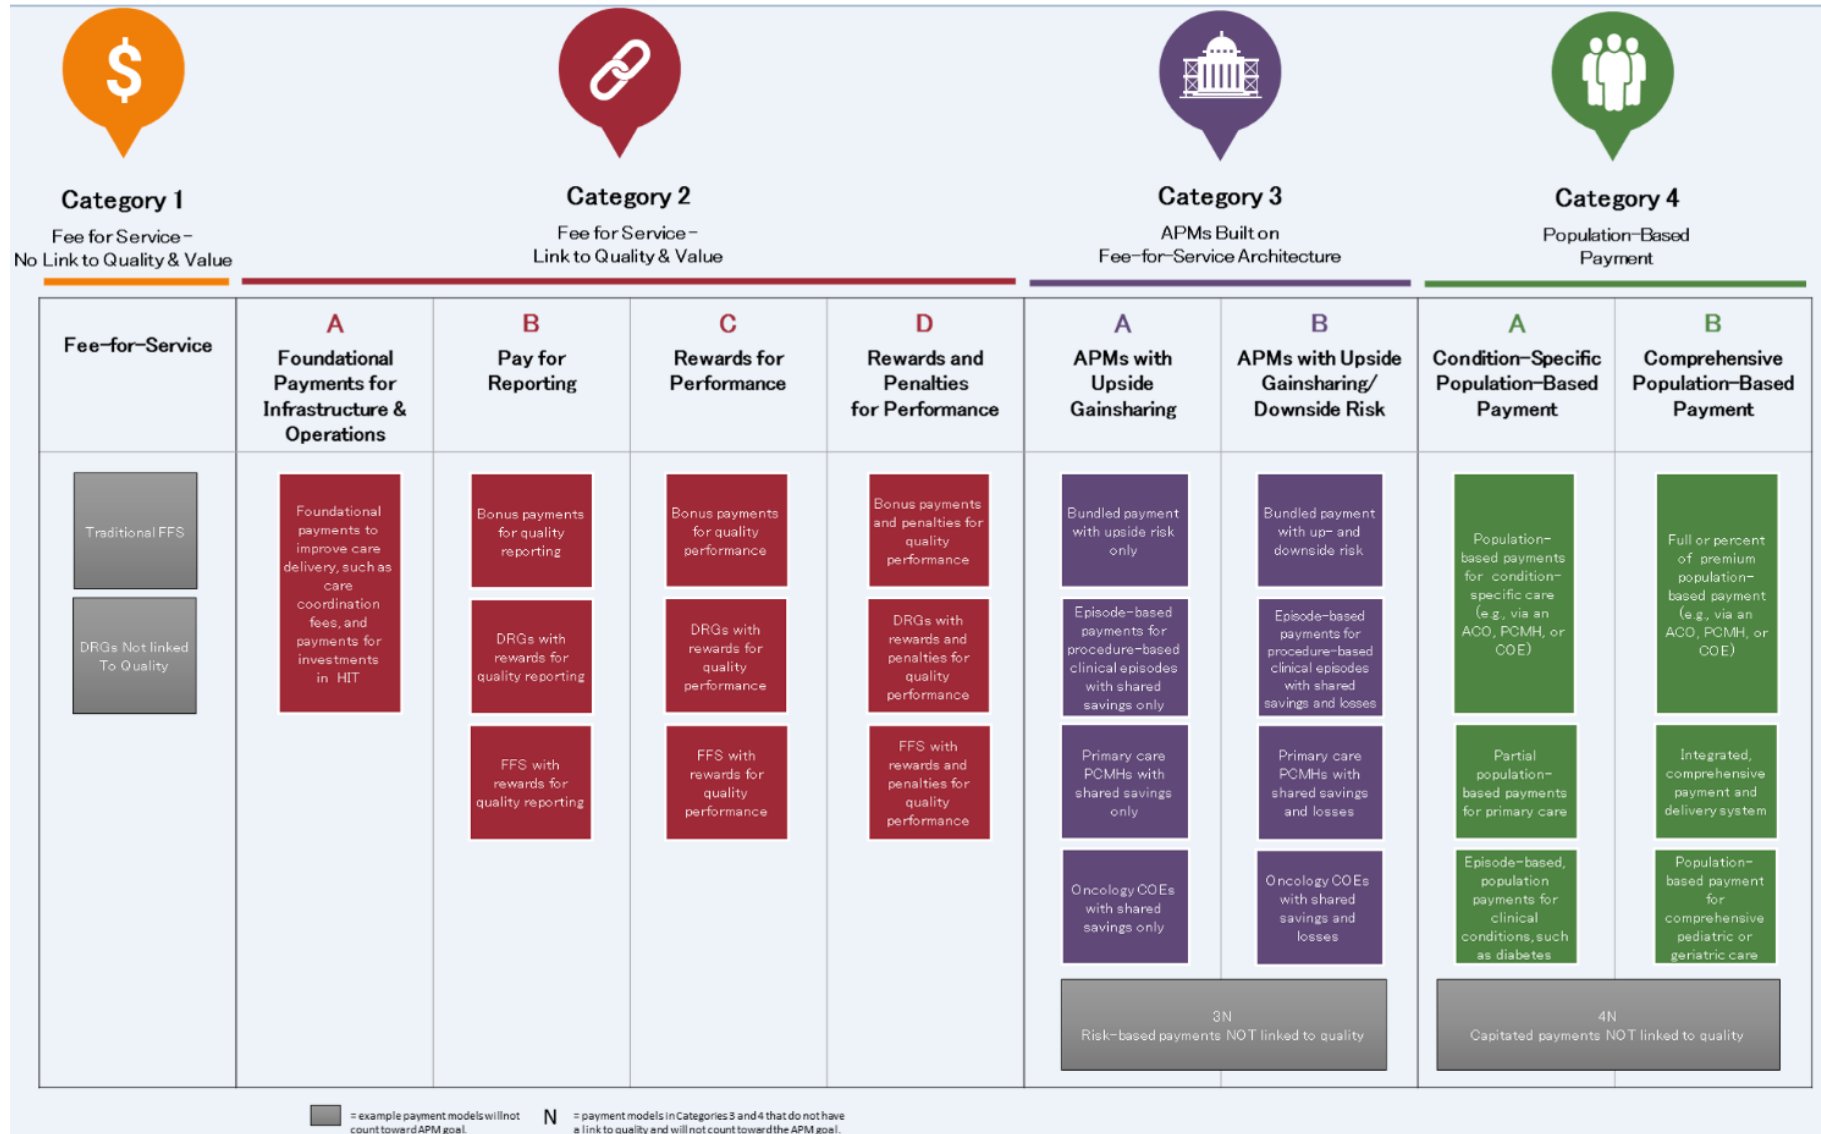 $
Category 1
Fee for Service –
No Link to Quality & Value
Category 2
Fee for Service –
Link to Quality & Value
Category 3
APMs Built on
Fee-for-Service Architecture
Category 4
Population-Based
Payment
Fee-for-Service
A
Foundational
Payments for
Infrastructure &
Operations
B
Pay for
Reporting
C
Rewards for
Performance
D
Rewards and
Penalties
for Performance
A
APMs with
Upside
Gainsharing
B
APMs with Upside
Gainsharing/
Downside Risk
A
Condition-Specific
Population-Based
Payment
B
Comprehensive
Population-Based
Payment
Traditional FFS
DRGs Not linked
To Quality
Foundational
payments to
improve care
delivery, such as
care
coordination
fees, and
payments for
investments
in HIT
Bonus payments
for quality
reporting
DRGs with
rewards for
quality reporting
FFS with
rewards for
quality reporting
Bonus payments
for quality
performance
DRGs with
rewards for
quality
performance
FFS with
rewards for
quality
performance
Bonus payments
and penalties for
quality
performance
DRGs with
rewards and
penalties for
quality
performance
FFS with
rewards and
penalties for
quality
performance
Bundled payment
with upside risk
only
Episode-based
payments for
procedure-based
clinical episodes
with shared
savings only
Primary care
PCMHs with
shared savings
only
Oncology COEs
with shared
savings only
Bundled payment
with up- and
downside risk
Episode-based
payments for
procedure-based
clinical episodes
with shared
savings and losses
Primary care
PCMHs with
shared savings
and losses
Oncology COEs
with shared
savings and
losses
3N
Risk-based payments NOT linked to quality
Population-
based payments
for condition-
specific care
(e.g., via an
ACO, PCMH, or
COE)
Partial
population-
based payments
for primary care
Episode-based,
population
payments for
clinical
conditions, such
as diabetes
Full or percent
of premium
population-
based payment
(e.g., via an
ACO, PCMH, or
COE)
Integrated,
comprehensive
payment and
delivery system
Population-
based payment
for
comprehensive
pediatric or
geriatric care
4N
Capitated payments NOT linked to quality
= example payment models will not
count toward APM goal.
N
= payment models in Categories 3 and 4 that do not have
a link to quality and will not count toward the APM goal.